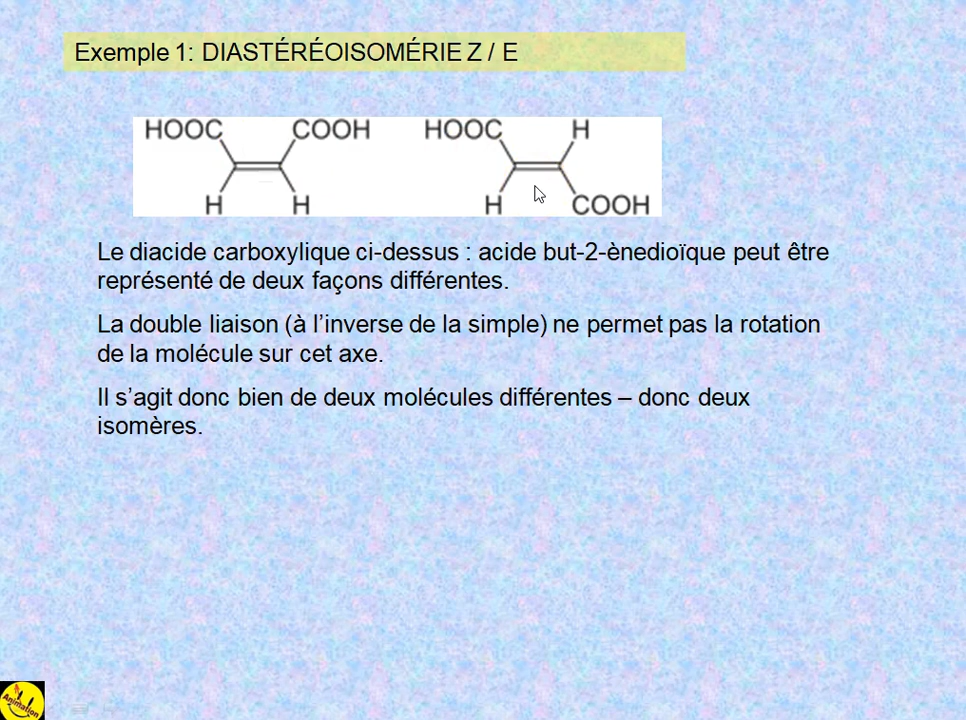 Exemple 1: DIASTÉRÉOISOMÉRIE Z / E
HOOC COOH HOOC H
H H H COOH
Le diacide carboxylique ci-dessus : acide but-2-ènedioïque peut être
représenté de deux façons différentes.
La double liaison (à l’inverse de la simple) ne permet pas la rotation
de la molécule sur cet axe.
Il s’agit donc bien de deux molécules différentes – donc deux
isomères.
Animation